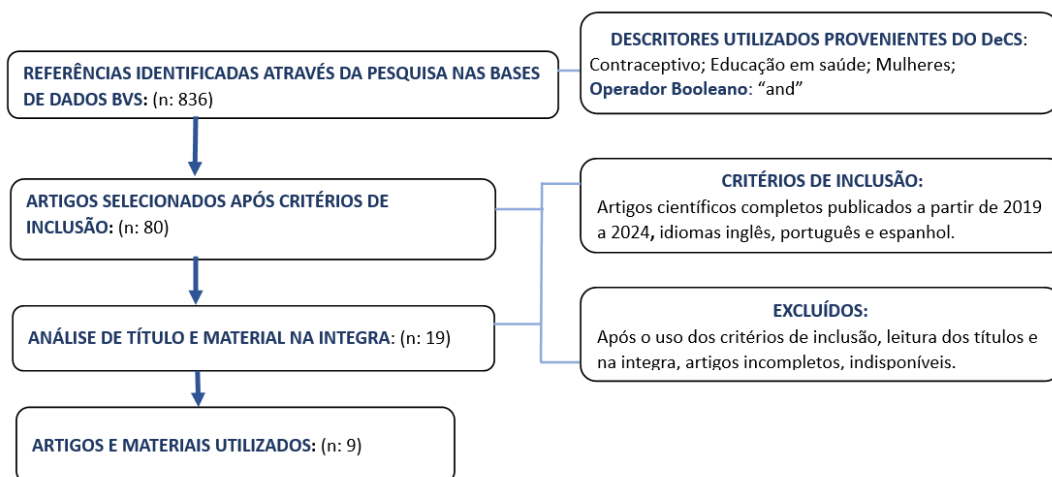 REFERÊNCIAS IDENTIFICADAS ATRAVÉS DA PESQUISA NAS BASES
DE DADOS BVS: (n: 836)
DESCRITORES UTILIZADOS PROVENIENTES DO DeCS:
Contraceptivo; Educação em saúde; Mulheres;
Operador Booleano: “and”
ARTIGOS SELECIONADOS APÓS CRITÉRIOS DE
INCLUSÃO: (n: 80)
CRITÉRIOS DE INCLUSÃO:
Artigos científicos completos publicados a partir de 2019
a 2024, idiomas inglês, português e espanhol.
ANÁLISE DE TÍTULO E MATERIAL NA INTEGRA: (n: 19)
EXCLUÍDOS:
Após o uso dos critérios de inclusão, leitura dos títulos e
na integra, artigos incompletos, indisponíveis.
ARTIGOS E MATERIAIS UTILIZADOS: (n: 9)